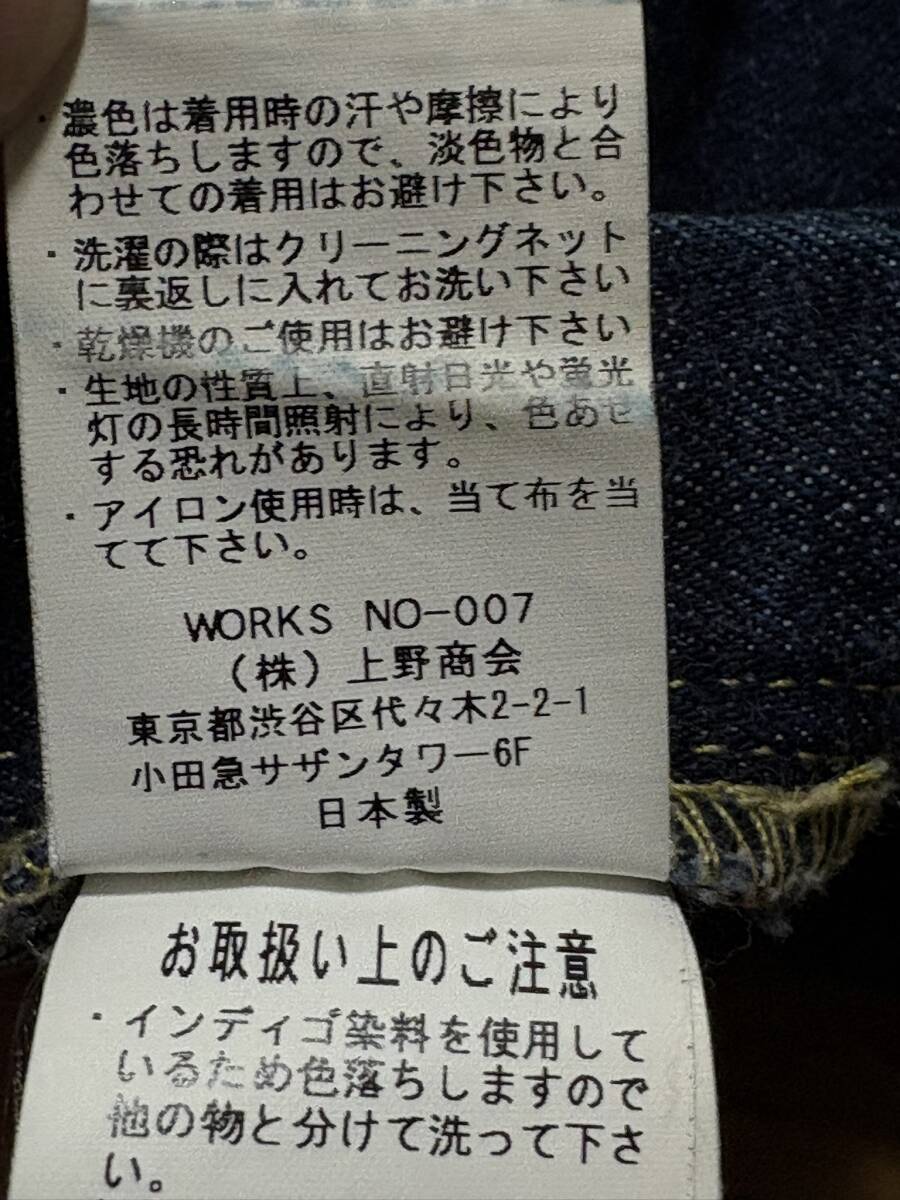 ・濃色は着用時の汗や摩擦により
色落ちしますので、淡色物と合
わせての着用はお避け下さい。
・洗濯の際はクリーニングネット
に裏返しに入れてお洗い下さい
・乾燥機のご使用はお避け下さい
・生地の性質上、直射日光や蛍光
灯の長時間照射により、色あせ
する恐れがあります。
・アイロン使用時は、当て布を当
てて下さい。
WORKS NO-007
(株)上野商会
東京都渋谷区代々木2-2-1
小田急サザンタワー6F
日本製
お取扱い上のご注意
・インディゴ染料を使用して
いるため色落ちしますので
他の物と分けて洗って下さ
い。